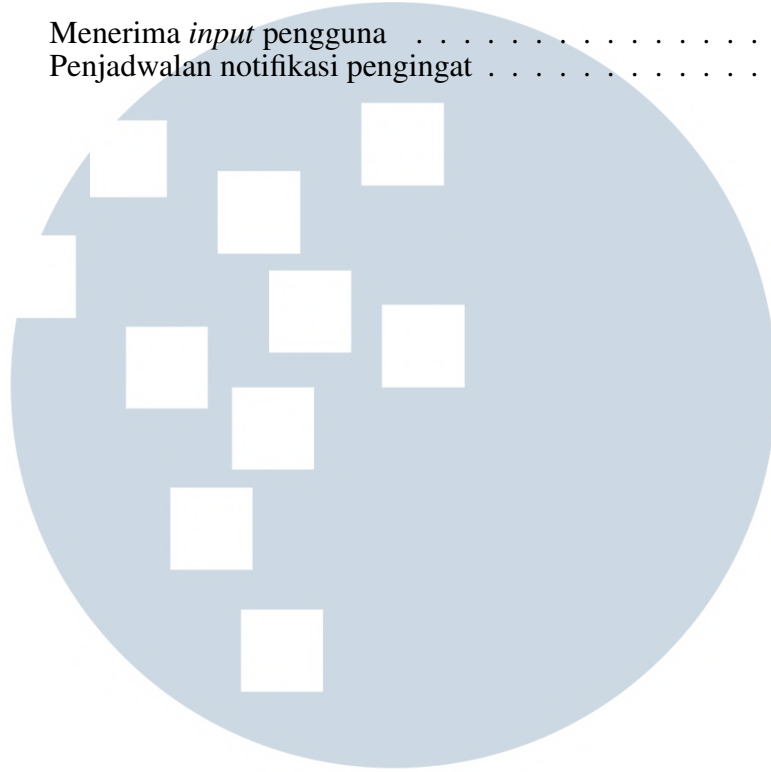 Menerima input pengguna . . . . . . . . . . . . . . .
Penjadwalan notifikasi pengingat . . . . . . . . . . . .